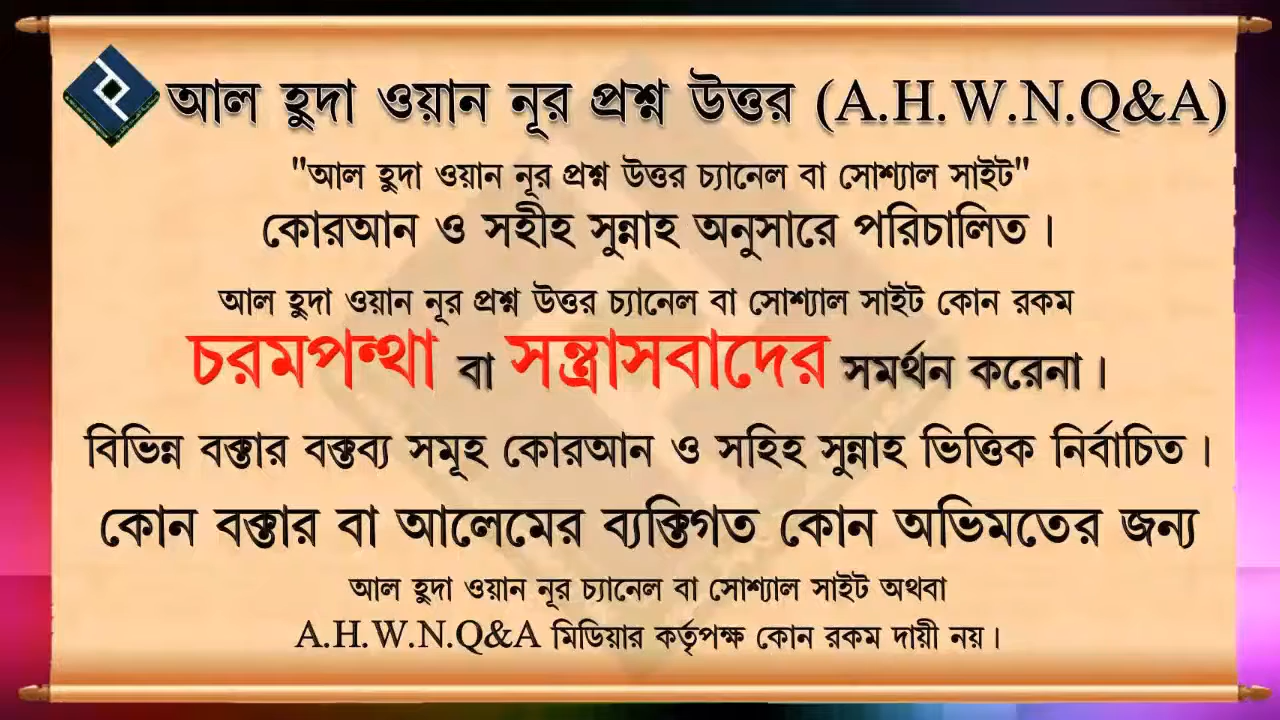 আল হুদা ওয়ান নূর প্রশ্ন উত্তর (A.H.W.N.Q&A)
"আল হুদা ওয়ান নূর প্রশ্ন উত্তর চ্যানেল বা সোশ্যাল সাইট"
কোরআন ও সহীহ সুন্নাহ অনুসারে পরিচালিত।
আল হুদা ওয়ান নূর প্রশ্ন উত্তর চ্যানেল বা সোশ্যাল সাইট কোন রকম
চরমপন্থা বা সন্ত্রাসবাদের সমর্থন করেনা।
বিভিন্ন বক্তার বক্তব্য সমূহ কোরআন ও সহিহ সুন্নাহ ভিত্তিক নির্বাচিত।
কোন বক্তার বা আলেমের ব্যক্তিগত কোন অভিমতের জন্য
আল হুদা ওয়ান নূর চ্যানেল বা সোশ্যাল সাইট অথবা
A.H.W.N.Q&A মিডিয়ার কর্তৃপক্ষ কোন রকম দায়ী নয়।